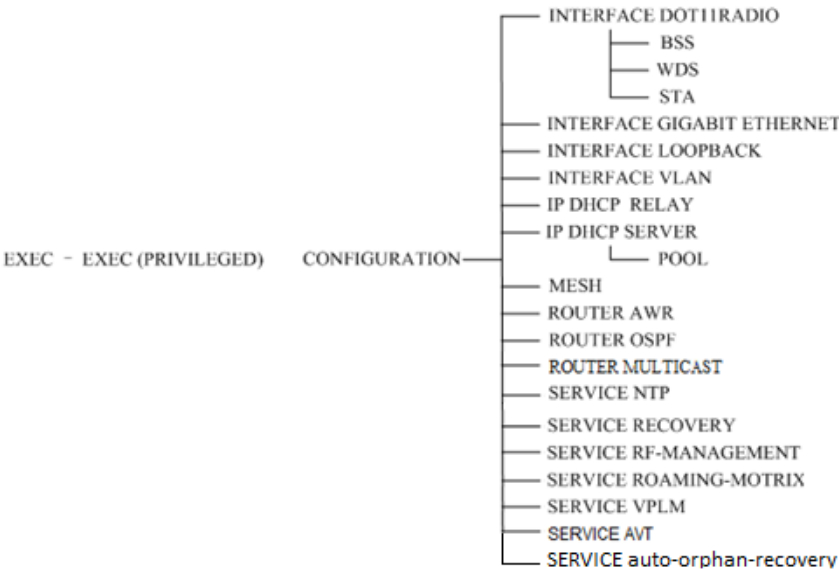 INTERFACE DOT11RADIO
BSS
WDS
STA
INTERFACE GIGABIT ETHERNET
INTERFACE LOOPBACK
INTERFACE VLAN
IP DHCP RELAY
IP DHCP SERVER
EXEC - EXEC (PRIVILEGED) CONFIGURATION
POOL
MESH
ROUTER AWR
ROUTER OSPF
ROUTER MULTICAST
SERVICE NTP
SERVICE RECOVERY
SERVICE RF-MANAGEMENT
SERVICE ROAMING-MOTRIX
SERVICE VPLM
SERVICE AVT
SERVICE auto-orphan-recovery